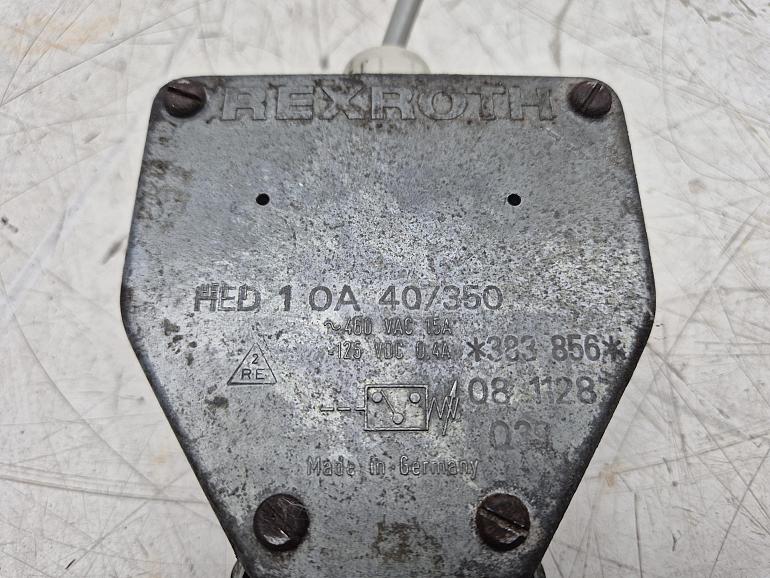 REXROTH
HED 1 OA 40/350
~460 VAC 15A
-125 VDC 0,4A *383 856*
2
R.E.
08 1128
Made in Germany